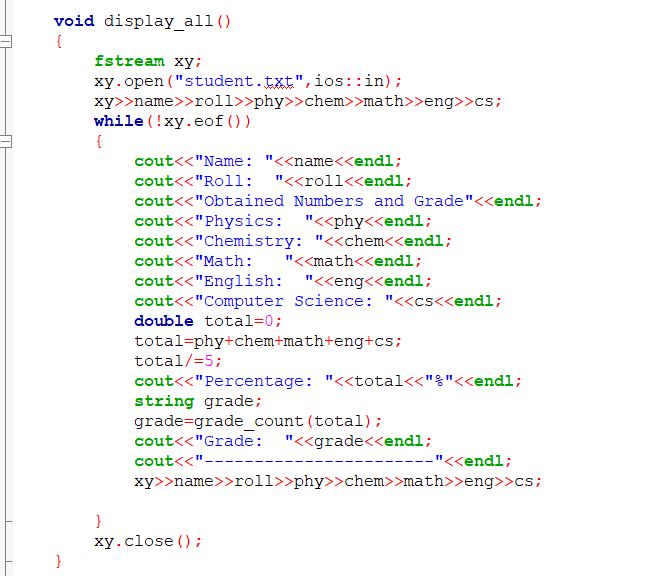 void display_all()
{
    fstream xy;
    xy.open("student.txt",ios::in);
    xy>>name>>roll>>phy>>chem>>math>>eng>>cs;
    while(!xy.eof())
    {
        cout<<"Name: "<<name<<endl;
        cout<<"Roll:  "<<roll<<endl;
        cout<<"Obtained Numbers and Grade"<<endl;
        cout<<"Physics:  "<<phy<<endl;
        cout<<"Chemistry: "<<chem<<endl;
        cout<<"Math:   "<<math<<endl;
        cout<<"English:  "<<eng<<endl;
        cout<<"Computer Science: "<<cs<<endl;
        double total=0;
        total=phy+chem+math+eng+cs;
        total/=5;
        cout<<"Percentage: "<<total<<"%"<<endl;
        string grade;
        grade=grade_count(total);
        cout<<"Grade:  "<<grade<<endl;
        cout<<"-----------------------"<<endl;
        xy>>name>>roll>>phy>>chem>>math>>eng>>cs;
    }
    xy.close();
}